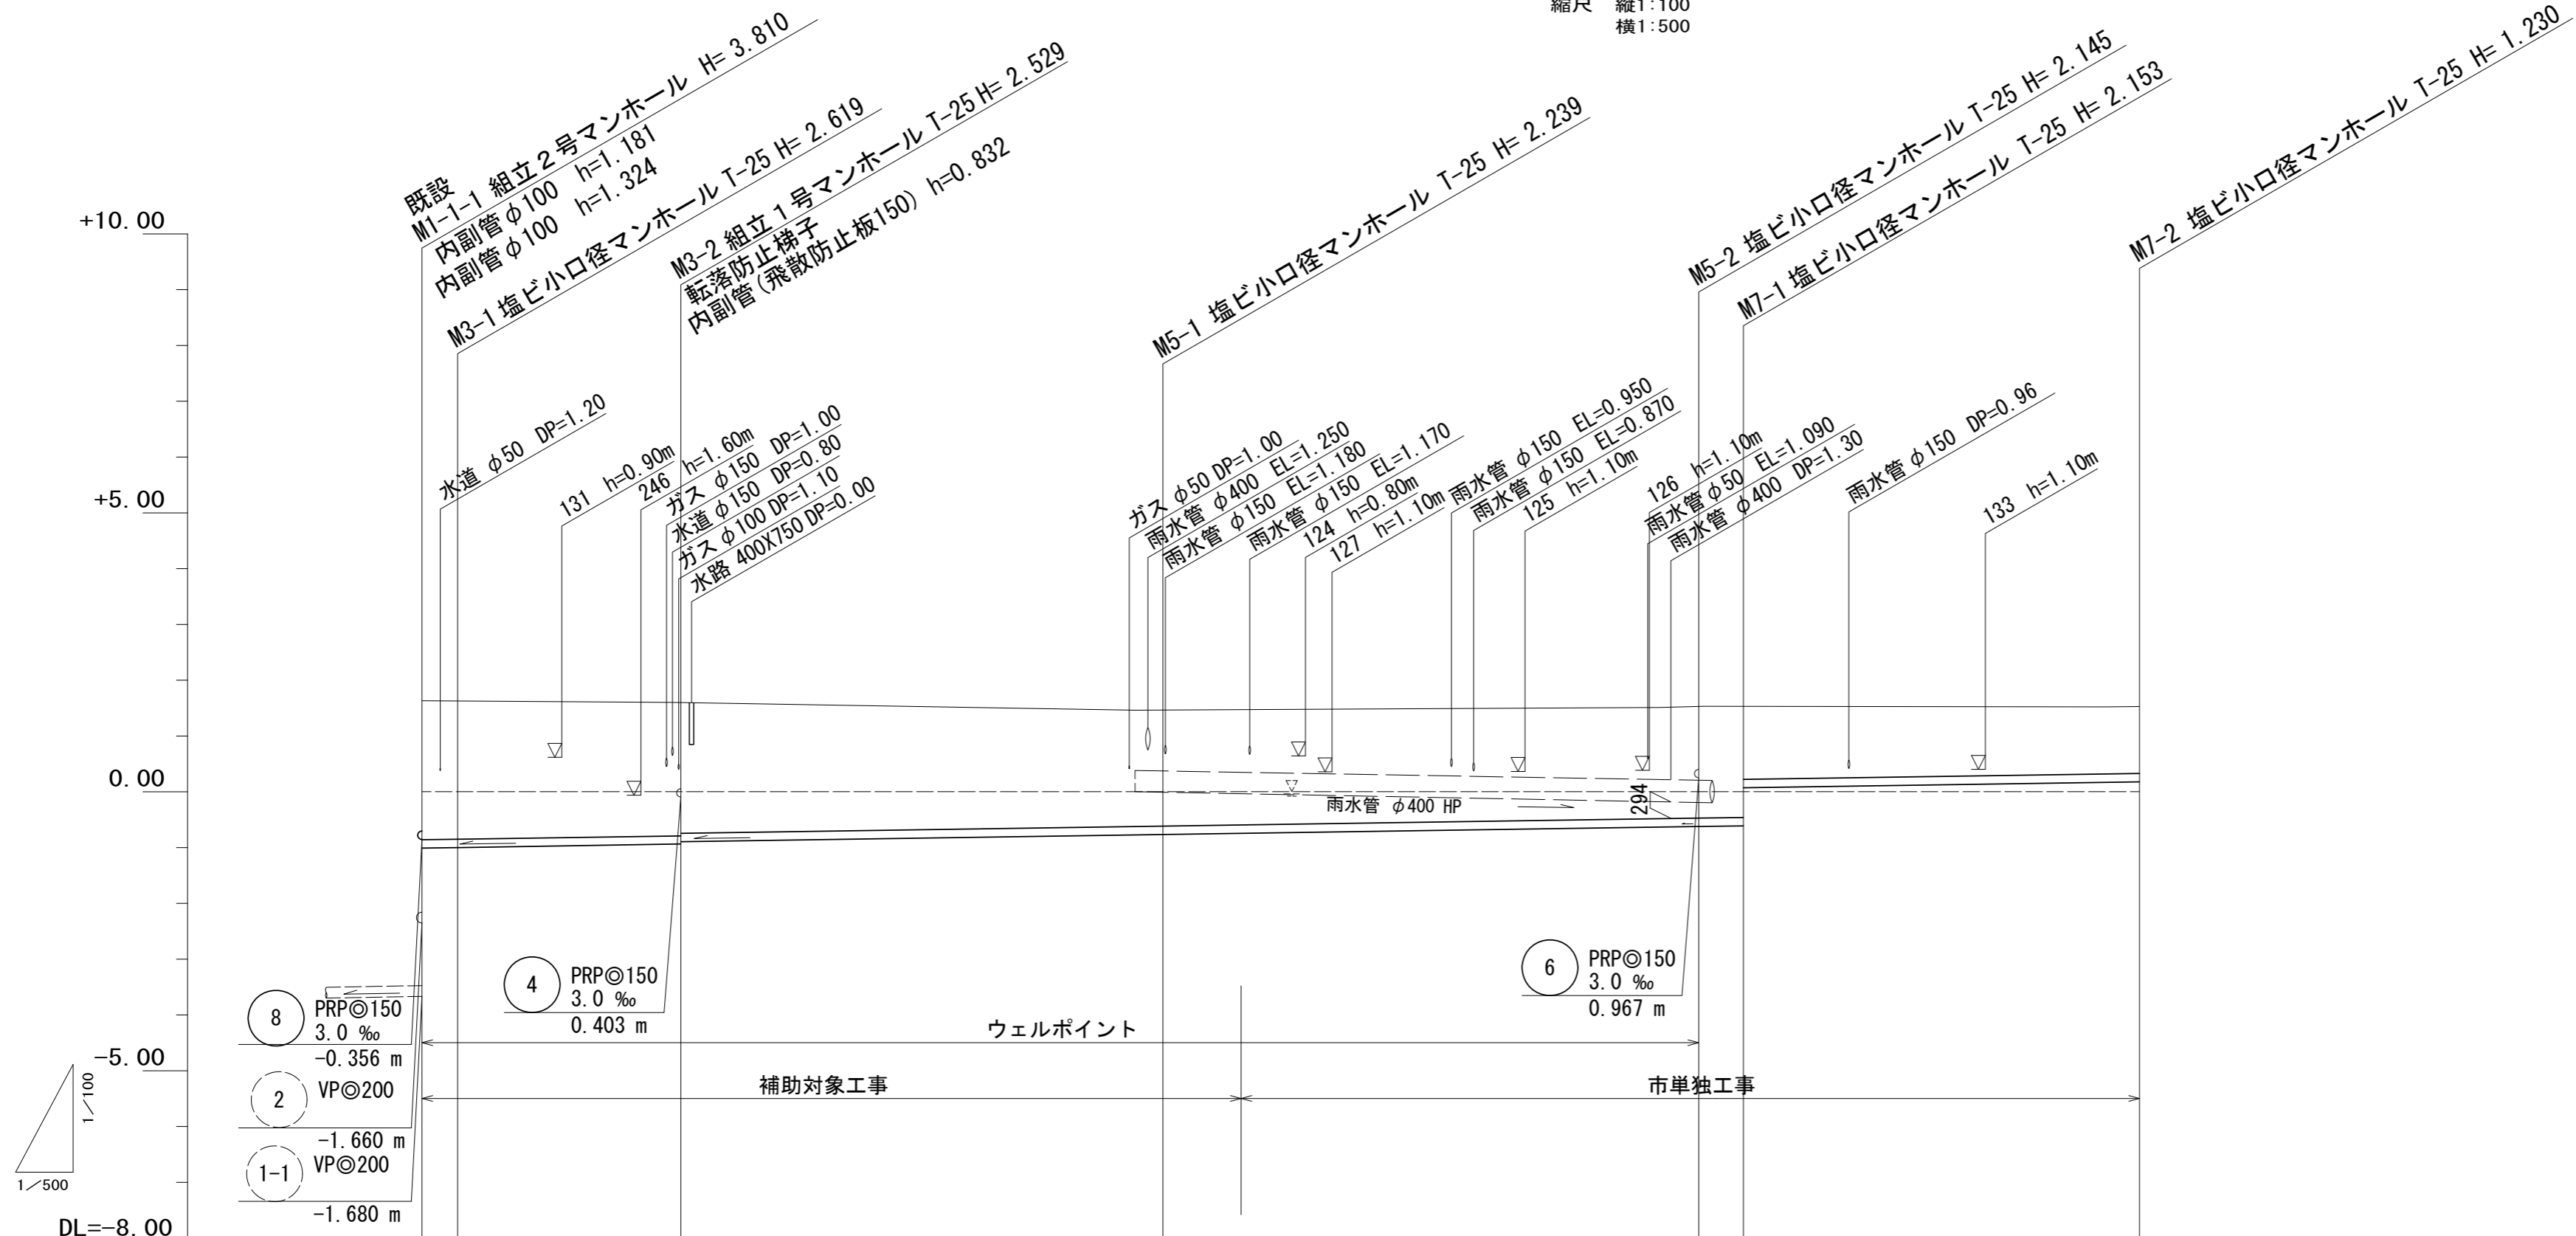 縮尺 縦1:100
横1:500
既設
M1-1-1 組立２号マンホール H= 3.810
内副管φ100 h=1.181
内副管φ100 h=1.324
M3-1 塩ビ小口径マンホール T-25 H= 2.619
M3-2 組立１号マンホール T-25 H= 2.529
転落防止梯子
内副管(飛散防止板150) h=0.832
M5-1 塩ビ小口径マンホール T-25 H= 2.239
M5-2 塩ビ小口径マンホール T-25 H= 2.145
M7-1 塩ビ小口径マンホール T-25 H= 2.153
M7-2 塩ビ小口径マンホール T-25 H= 1.230
+10.00
+5.00
0.00
-5.00
DL=-8.00
水道 φ50 DP=1.20
131 h=0.90m
246 h=1.60m
ガス φ150 DP=1.00
水道φ150 DP=0.80
ガスφ100 DP=1.10
水路 400X750 DP=0.00
ガス φ50 DP=1.00
雨水管 φ400 EL=1.250
雨水管 φ150 EL=1.180
雨水管 φ150 EL=1.170
124 h=0.80m
127 h=1.10m
雨水管 φ150 EL=0.950
雨水管 φ150 EL=0.870
125 h=1.10m
126 h=1.10m
雨水管φ50 EL=1.090
雨水管 φ400 DP=1.30
雨水管φ150 DP=0.96
133 h=1.10m
雨水管 φ400 HP
294
8 PRP◎150
3.0 ‰
-0.356 m
2 VP◎200
-1.660 m
1-1 VP◎200
-1.680 m
4 PRP◎150
3.0 ‰
0.403 m
6 PRP◎150
3.0 ‰
0.967 m
ウェルポイント
補助対象工事
市単独工事
1／100
1／500